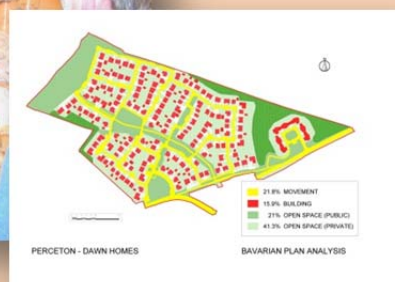 21.8% MOVEMENT
15.9% BUILDING
21% OPEN SPACE (PUBLIC)
41.3% OPEN SPACE (PRIVATE)
PERCETON - DAWN HOMES
BAVARIAN PLAN ANALYSIS